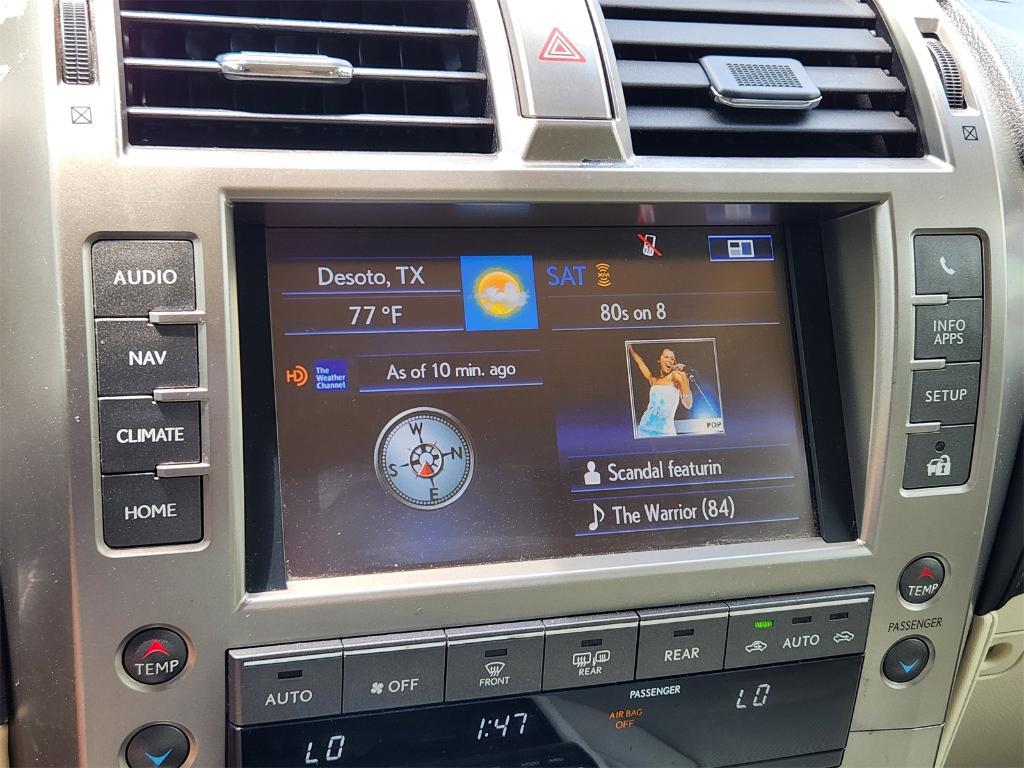 AUDIO
NAV
CLIMATE
HOME
Desoto, TX
77 °F
HD The Weather Channel
As of 10 min. ago
W
N
S
E
SAT
80s on 8
POP
Scandal featurin
The Warrior (84)
INFO
APPS
SETUP
TEMP
TEMP
PASSENGER
AUTO
OFF
FRONT
REAR
REAR
AUTO
PASSENGER
LO
1:47
AIR BAG
OFF
LO